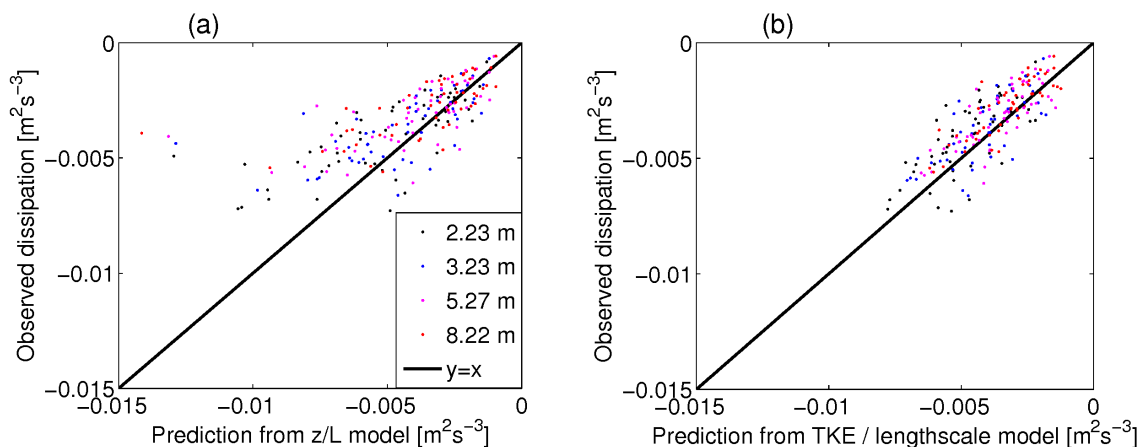 (a)
0
−0.005
−0.01
−0.015
Observed dissipation [m²s⁻³]
2.23 m
3.23 m
5.27 m
8.22 m
y=x
−0.015
−0.01
−0.005
0
Prediction from z/L model [m²s⁻³]
(b)
0
−0.005
−0.01
−0.015
Observed dissipation [m²s⁻³]
−0.015
−0.01
−0.005
0
Prediction from TKE / lengthscale model [m²s⁻³]